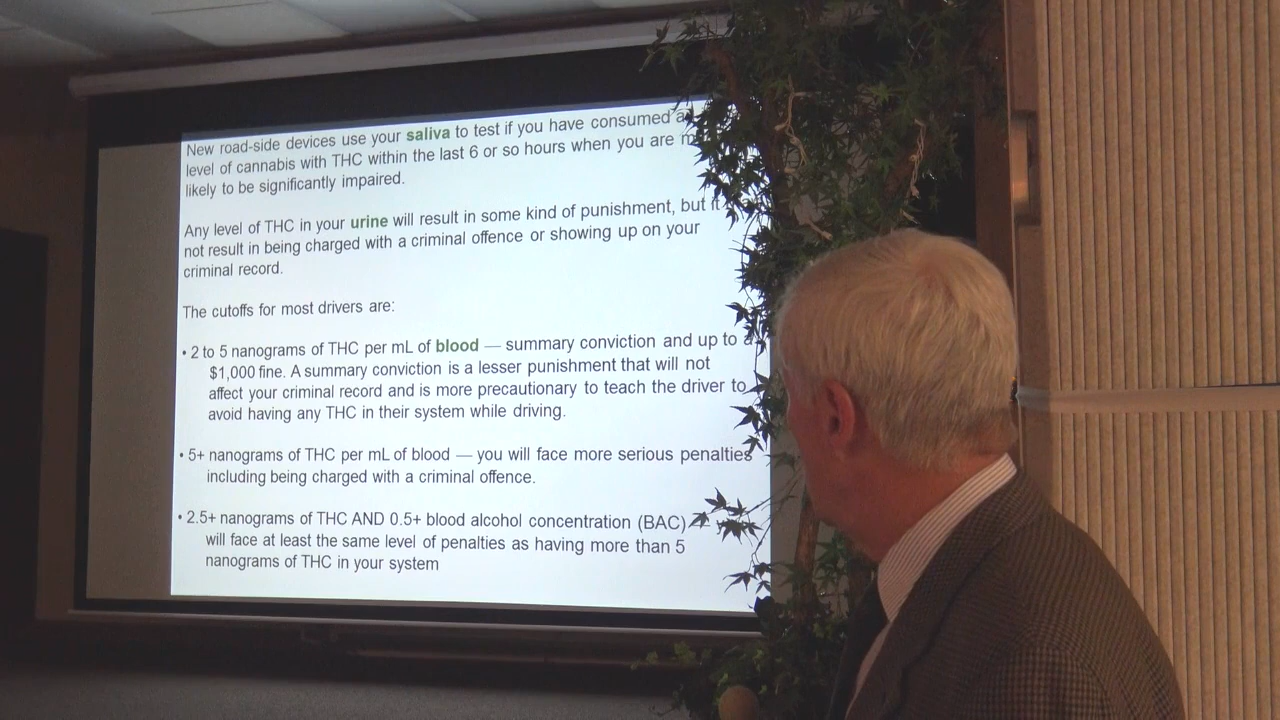 New road-side devices use your saliva to test if you have consumed a
level of cannabis with THC within the last 6 or so hours when you are
likely to be significantly impaired.
Any level of THC in your urine will result in some kind of punishment, but it
not result in being charged with a criminal offence or showing up on your
criminal record.
The cutoffs for most drivers are:
• 2 to 5 nanograms of THC per mL of blood — summary conviction and up to a
$1,000 fine. A summary conviction is a lesser punishment that will not
affect your criminal record and is more precautionary to teach the driver to
avoid having any THC in their system while driving.
• 5+ nanograms of THC per mL of blood — you will face more serious penalties
including being charged with a criminal offence.
• 2.5+ nanograms of THC AND 0.5+ blood alcohol concentration (BAC)
will face at least the same level of penalties as having more than 5
nanograms of THC in your system